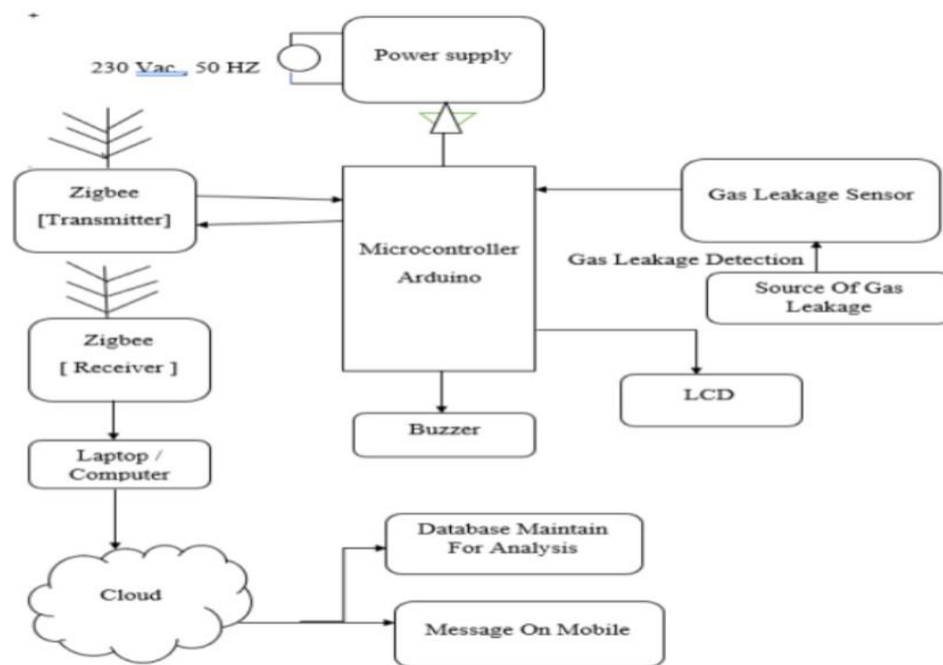 Power supply
230 Vac , 50 HZ
Zigbee
[Transmitter]
Microcontroller
Arduino
Gas Leakage Sensor
Gas Leakage Detection
Source Of Gas
Leakage
Zigbee
[ Receiver ]
LCD
Buzzer
Laptop /
Computer
Database Maintain
For Analysis
Cloud
Message On Mobile